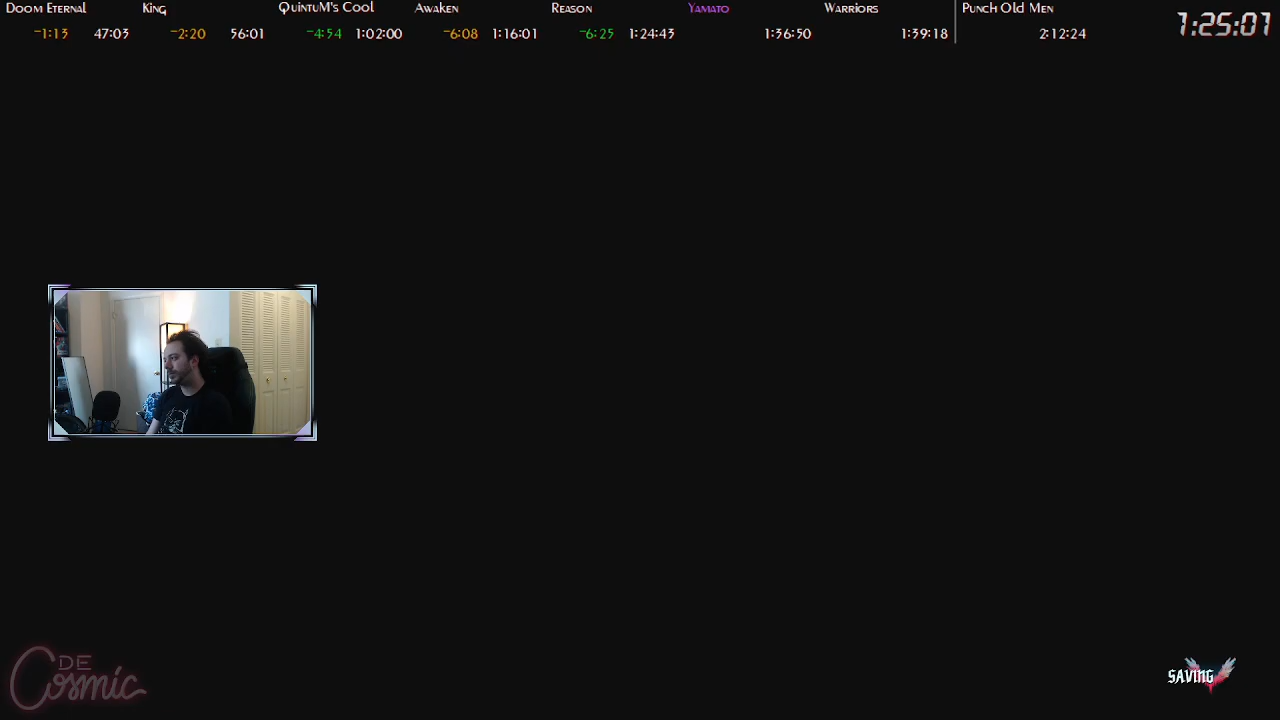 Doom Eternal King QuintuM's Cool Awaken Reason Yamato Warriors Punch Old Men
-1:13 47:03 -2:20 56:01 -4:54 1:02:00 -6:08 1:16:01 -6:25 1:24:43 1:36:50 1:39:18 2:12:24
1:25:01
DE
Cosmic
SAVING